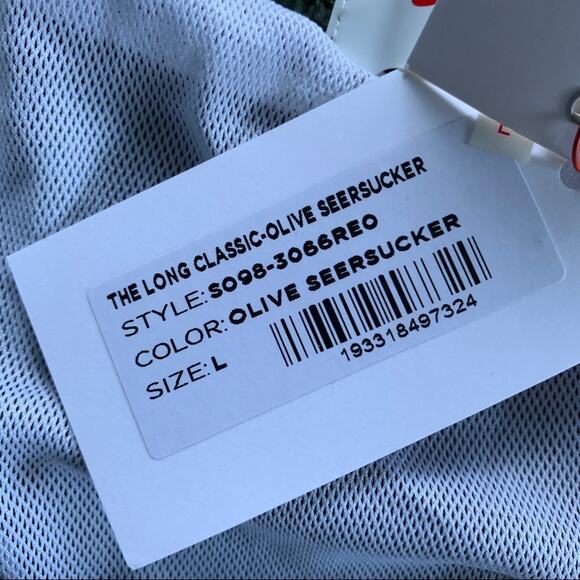 THE LONG CLASSIC-OLIVE SEERSUCKER
STYLE:S098-3066REO
COLOR:OLIVE SEERSUCKER
SIZE:L
193318497324